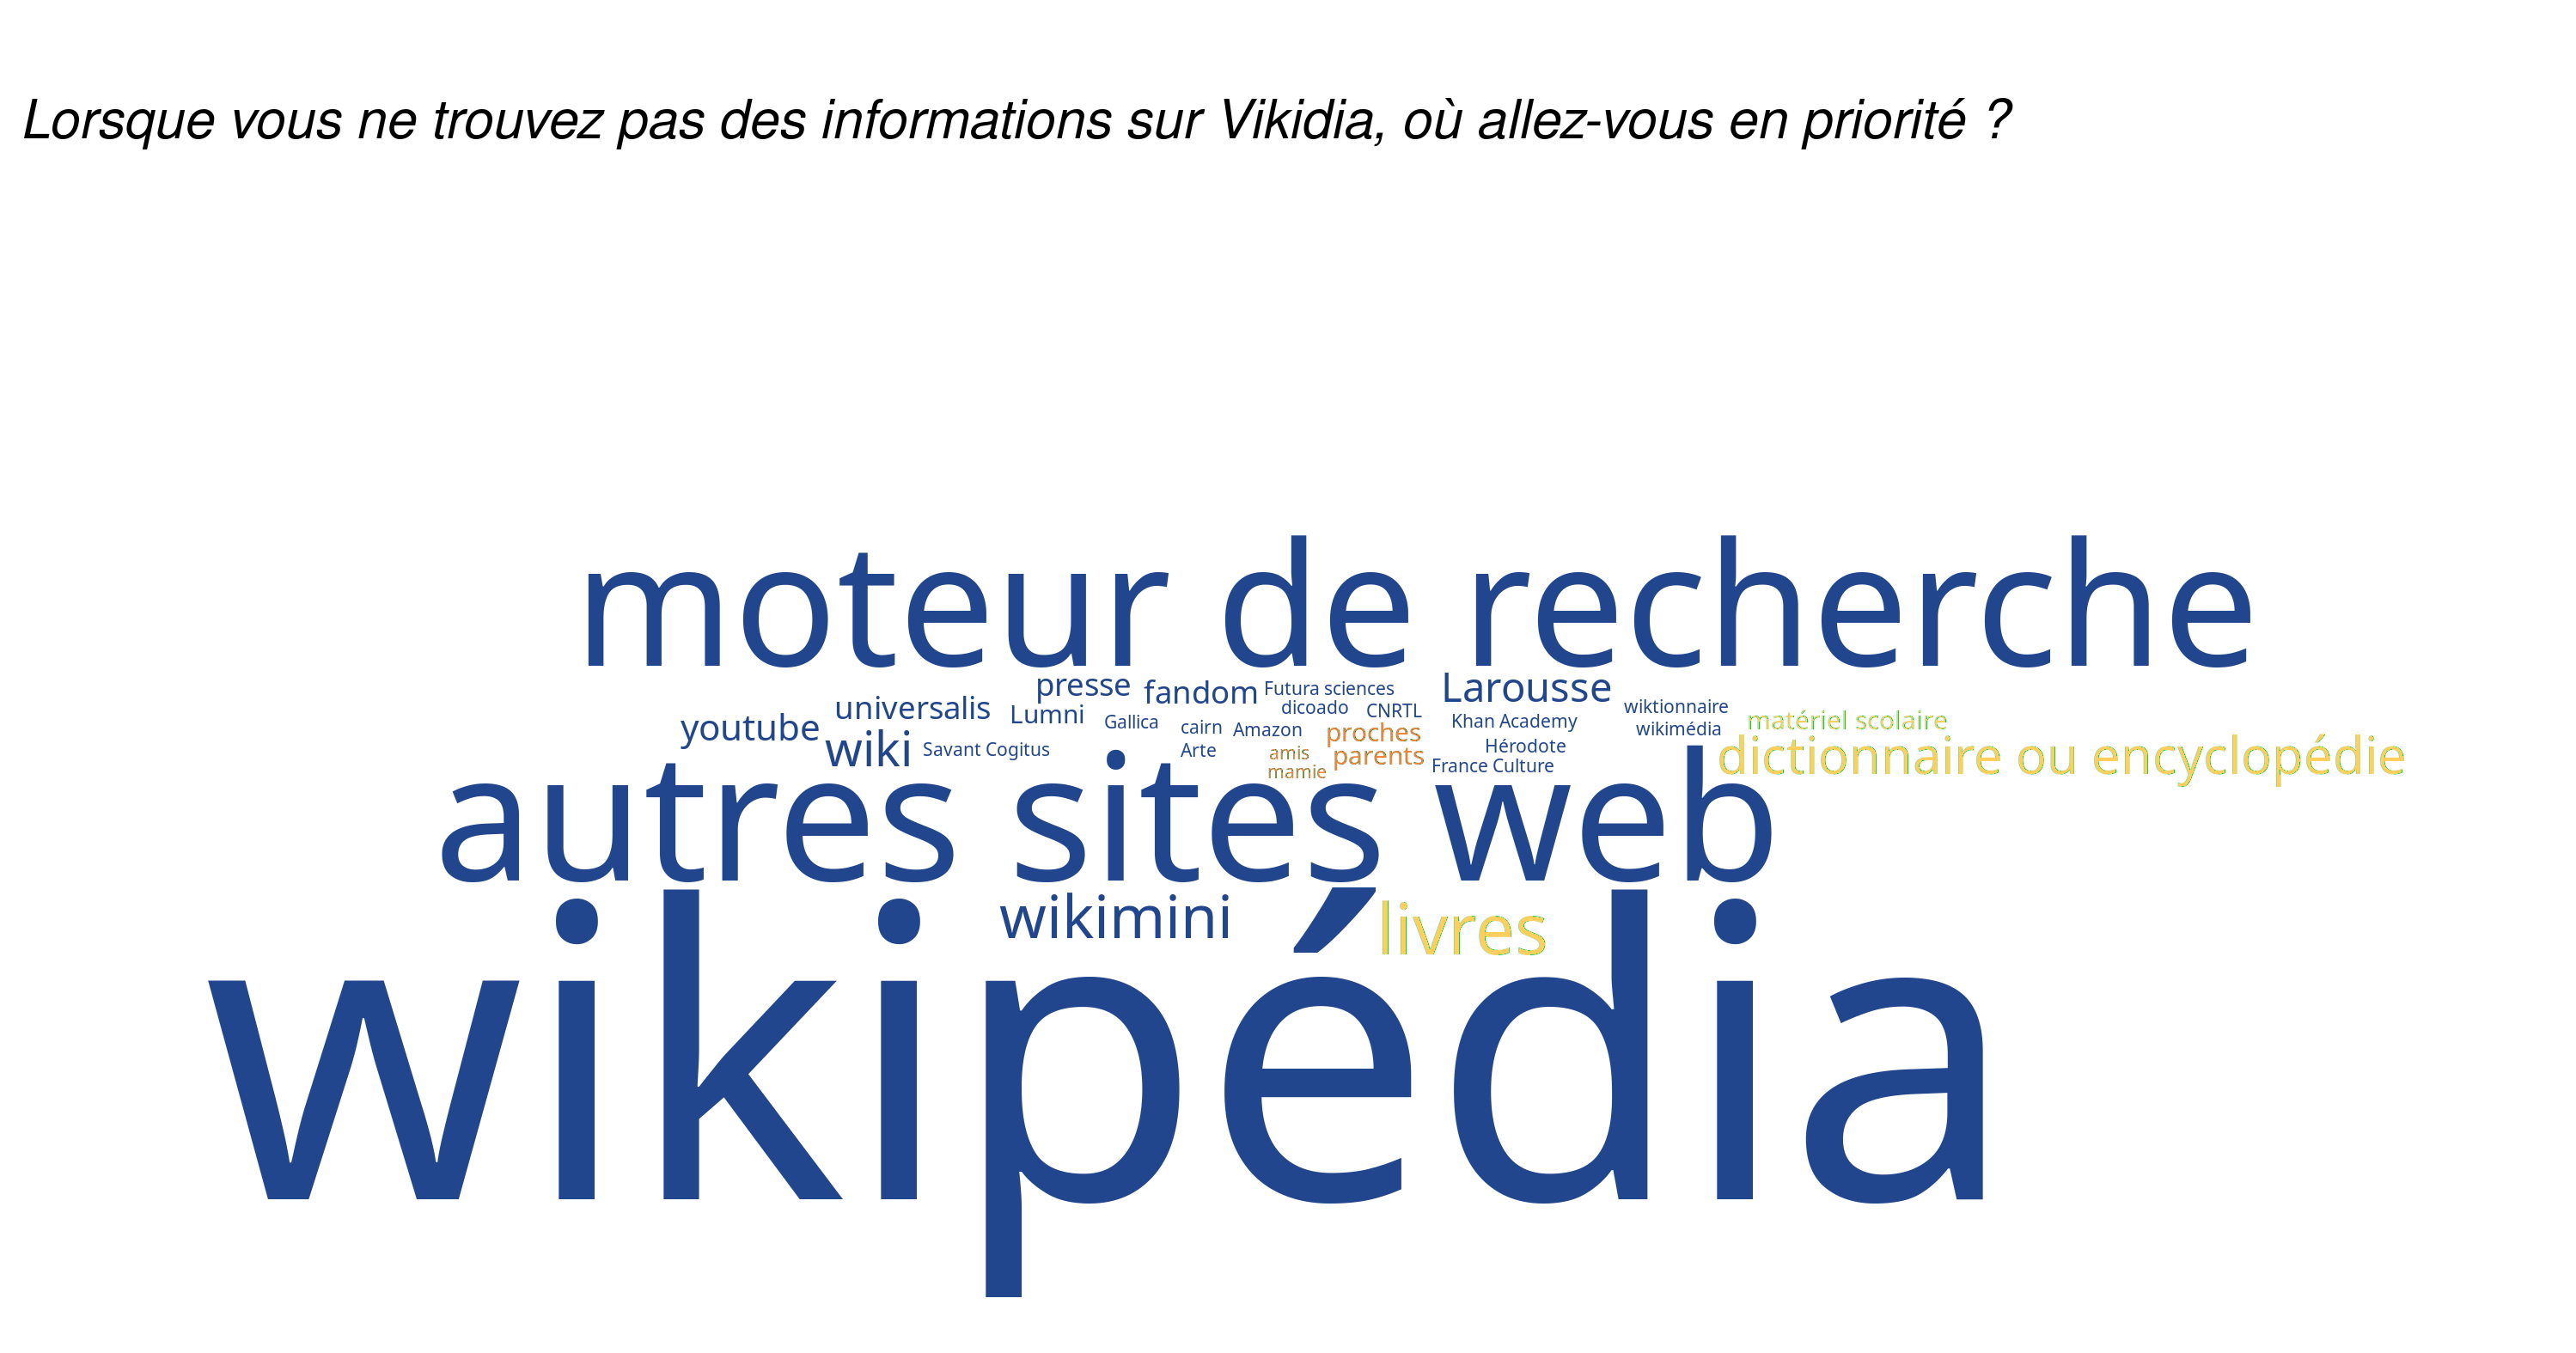 Lorsque vous ne trouvez pas des informations sur Vikidia, où allez-vous en priorité ?
moteur de recherche
presse
fandom
Futura sciences
Larousse
universalis
Lumni
dicoado
CNRTL
wiktionnaire
youtube
Gallica
cairn
Amazon
proches
Khan Academy
wikimédia
matériel scolaire
wiki
Savant Cogitus
Arte
amis
parents
Hérodote
dictionnaire ou encyclopédie
mamie
France Culture
autres sites web
wikimini
livres
wikipédia